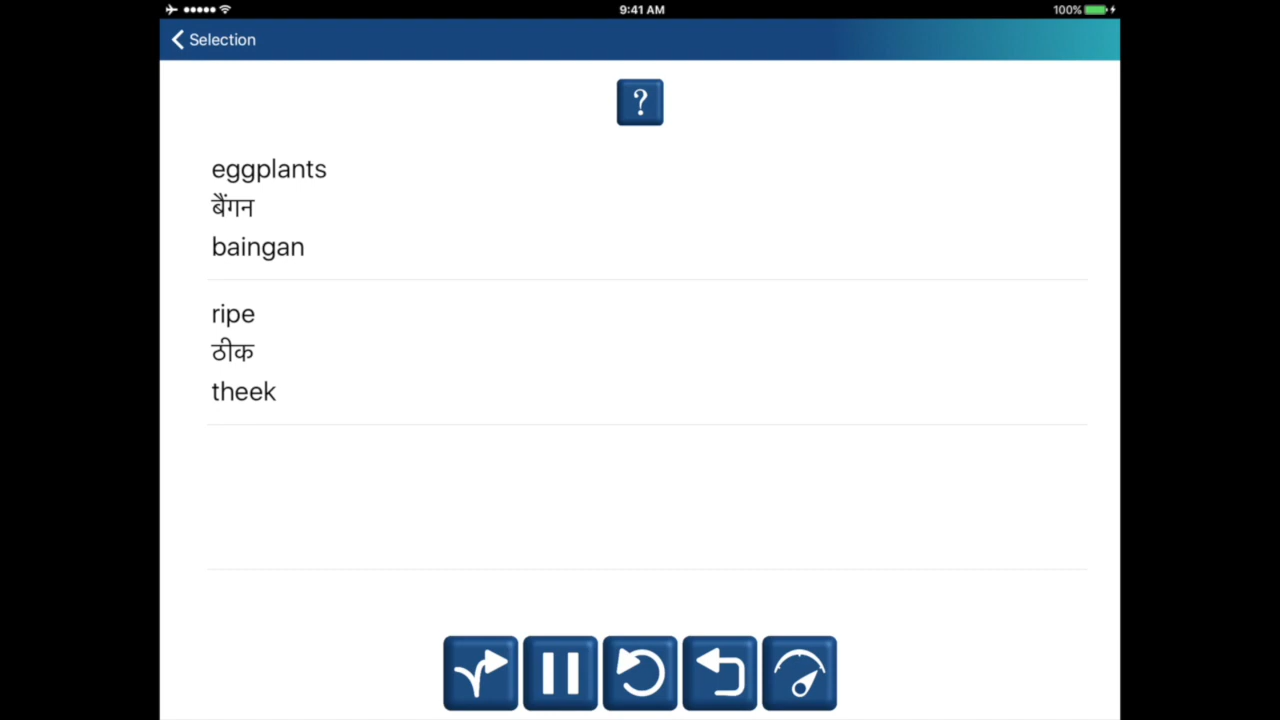 9:41 AM
100%
Selection
?
eggplants
बैंगन
baingan
ripe
ठीक
theek